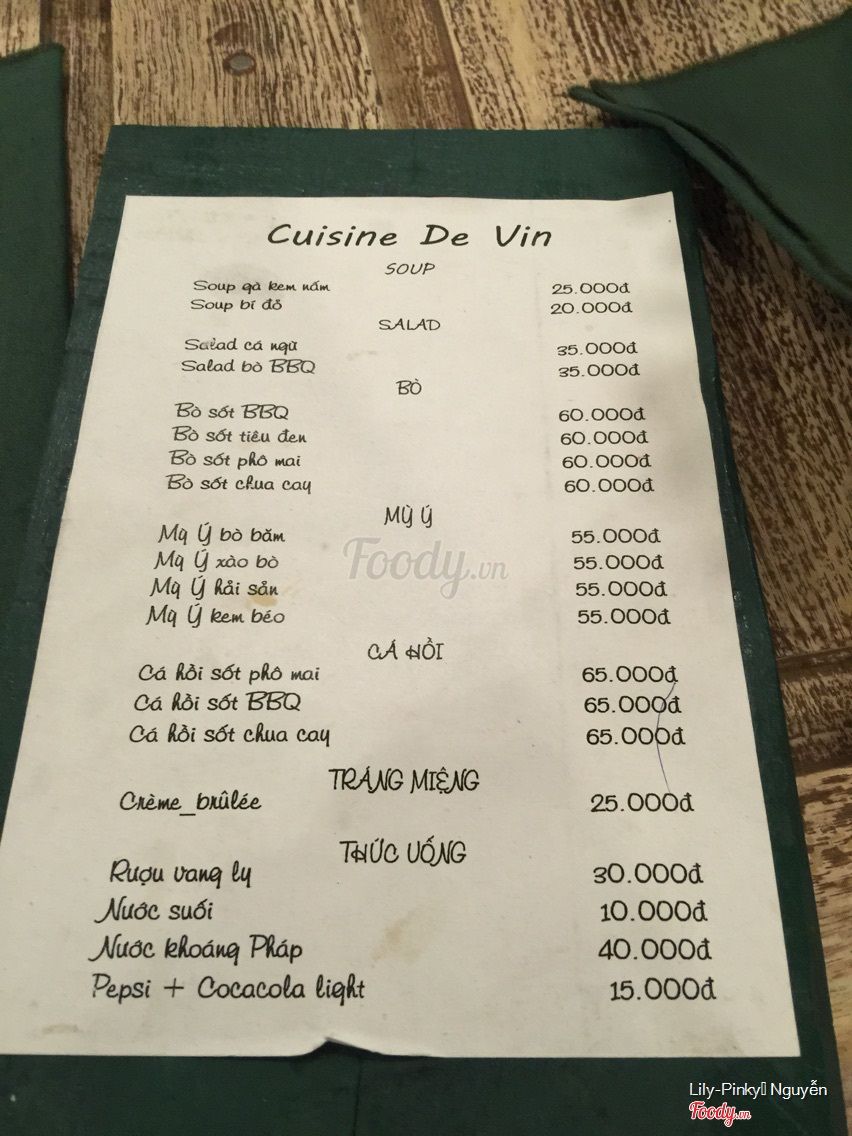 Cuisine De Vin
SOUP
Soup gà kem nấm 25.000đ
Soup bí đỏ 20.000đ
SALAD
Salad cá ngừ 35.000đ
Salad bò BBQ 35.000đ
BÒ
Bò sốt BBQ 60.000đ
Bò sốt tiêu đen 60.000đ
Bò sốt phô mai 60.000đ
Bò sốt chua cay 60.000đ
MỲ Ý
Mỳ Ý bò băm 55.000đ
Mỳ Ý xào bò 55.000đ
Mỳ Ý hải sản 55.000đ
Mỳ Ý kem béo 55.000đ
Foody.vn
CÁ HỒI
Cá hồi sốt phô mai 65.000đ
Cá hồi sốt BBQ 65.000đ
Cá hồi sốt chua cay 65.000đ
TRÁNG MIỆNG
Crème_brûlée 25.000đ
THỨC UỐNG
Rượu vang ly 30.000đ
Nước suối 10.000đ
Nước khoáng Pháp 40.000đ
Pepsi + Cocacola light 15.000đ
Lily-Pinky Nguyễn
Foody.vn